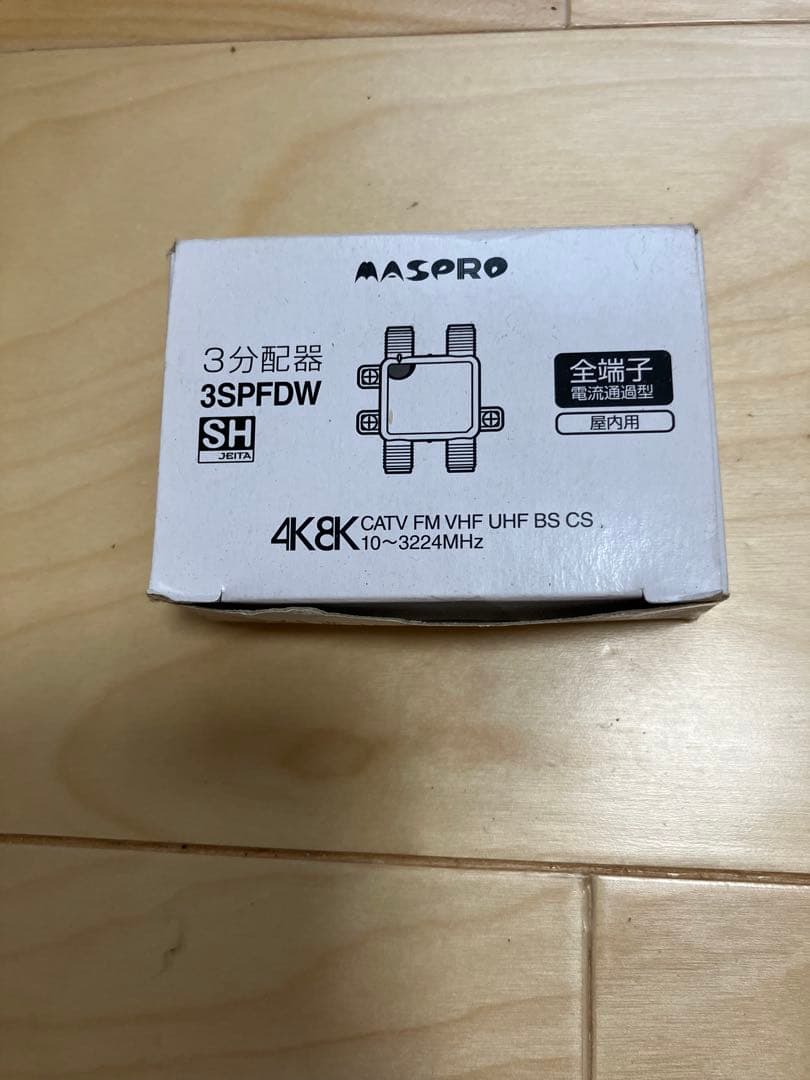 MASPRO
3分配器
3SPFDW
SH
JEITA
全端子
電流通過型
屋内用
4K8K
CATV FM VHF UHF BS CS
10～3224MHz